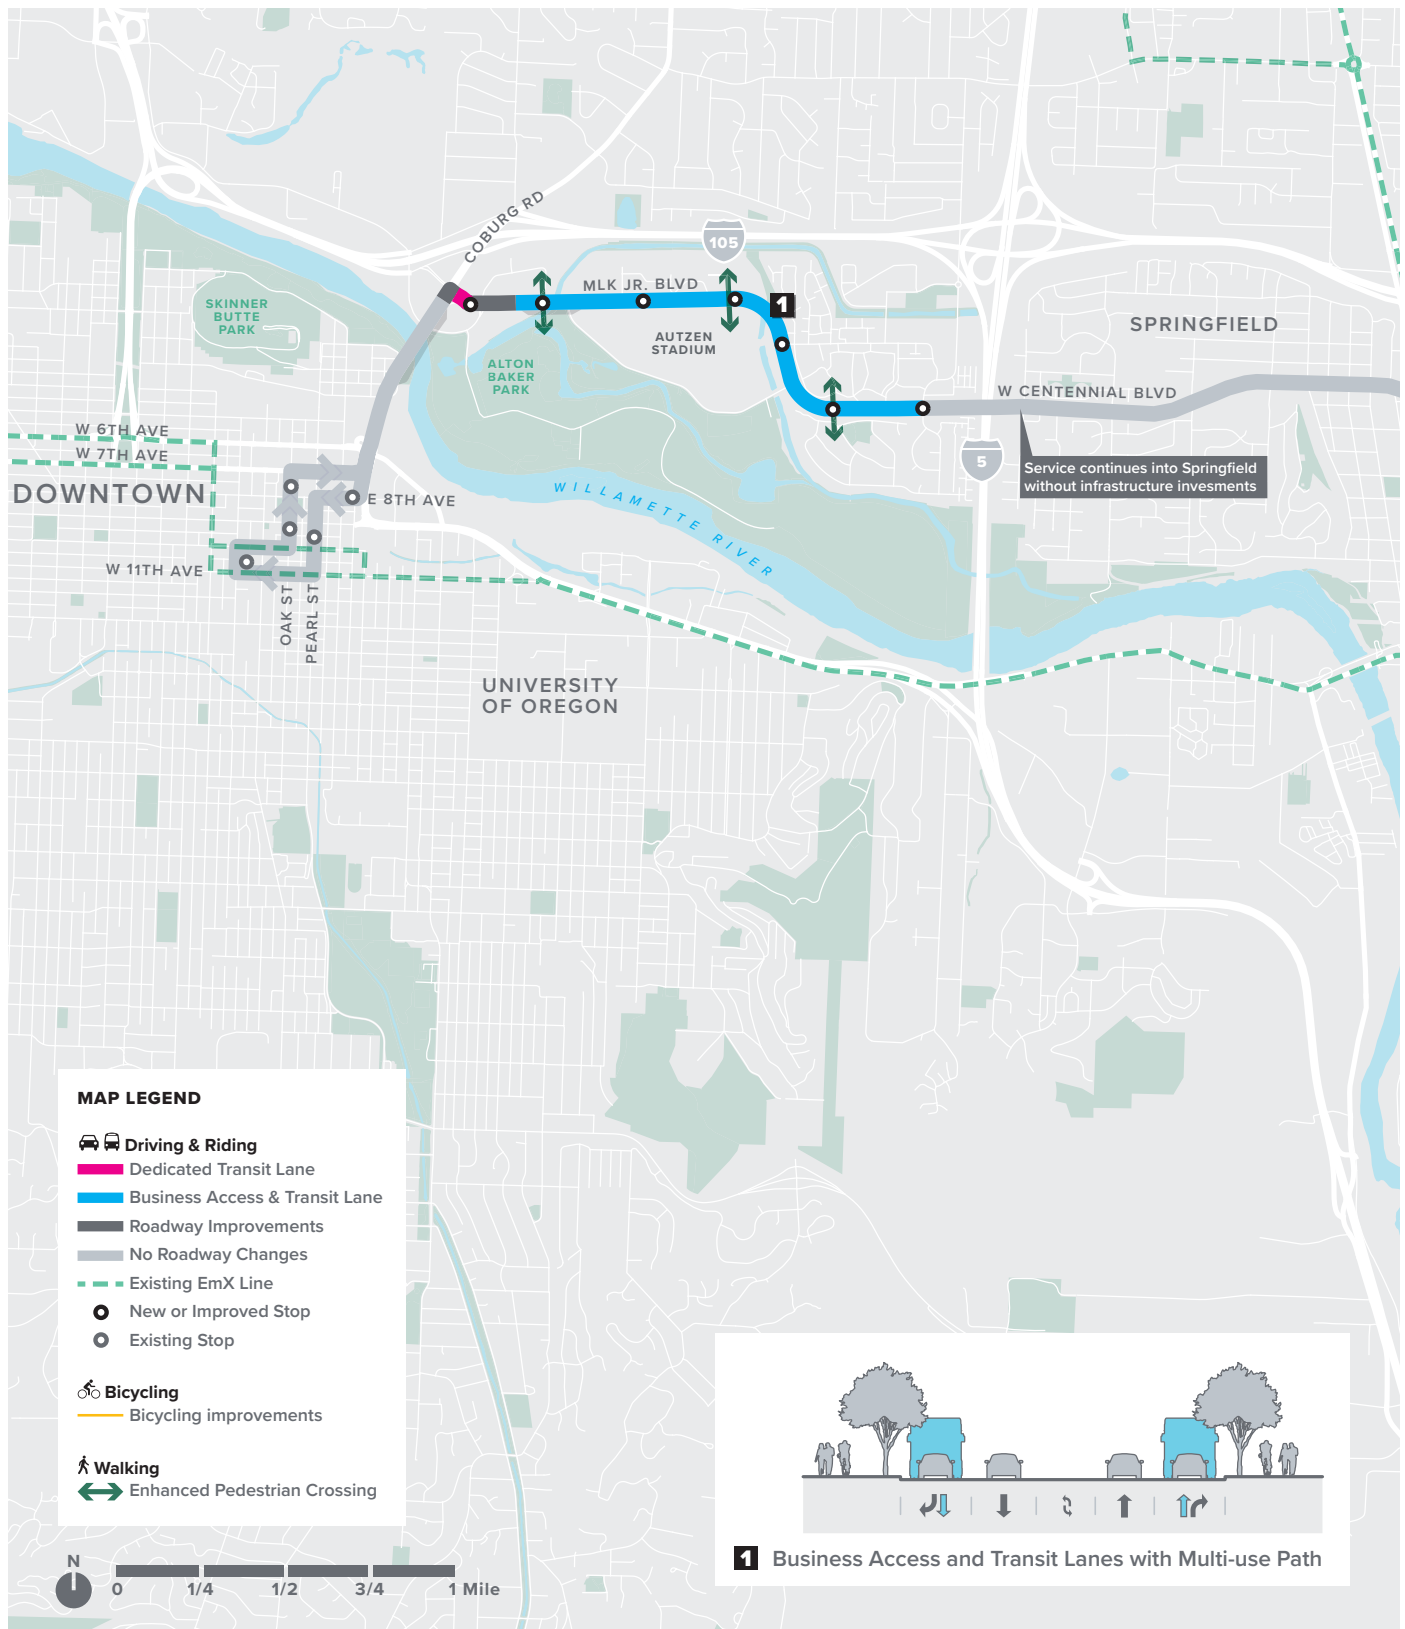 COBURG RD
105
MLK JR. BLVD
1
SKINNER
BUTTE
PARK
AUTZEN
STADIUM
SPRINGFIELD
ALTON
BAKER
PARK
W CENTENNIAL BLVD
W 6TH AVE
W 7TH AVE
5
Service continues into Springfield
without infrastructure invesments
DOWNTOWN
E 8TH AVE
WILLAMETTE RIVER
W 11TH AVE
OAK ST
PEARL ST
UNIVERSITY
OF OREGON
MAP LEGEND
Driving & Riding
Dedicated Transit Lane
Business Access & Transit Lane
Roadway Improvements
No Roadway Changes
Existing EmX Line
New or Improved Stop
Existing Stop
Bicycling
Bicycling improvements
Walking
Enhanced Pedestrian Crossing
N
0 1/4 1/2 3/4 1 Mile
1 Business Access and Transit Lanes with Multi-use Path